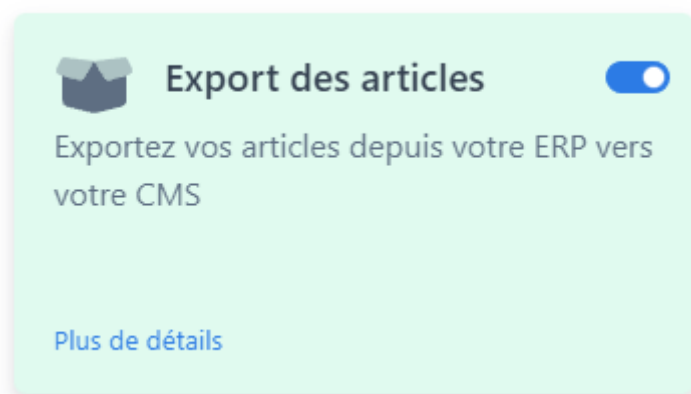 Export des articles
Exportez vos articles depuis votre ERP vers
votre CMS
Plus de détails